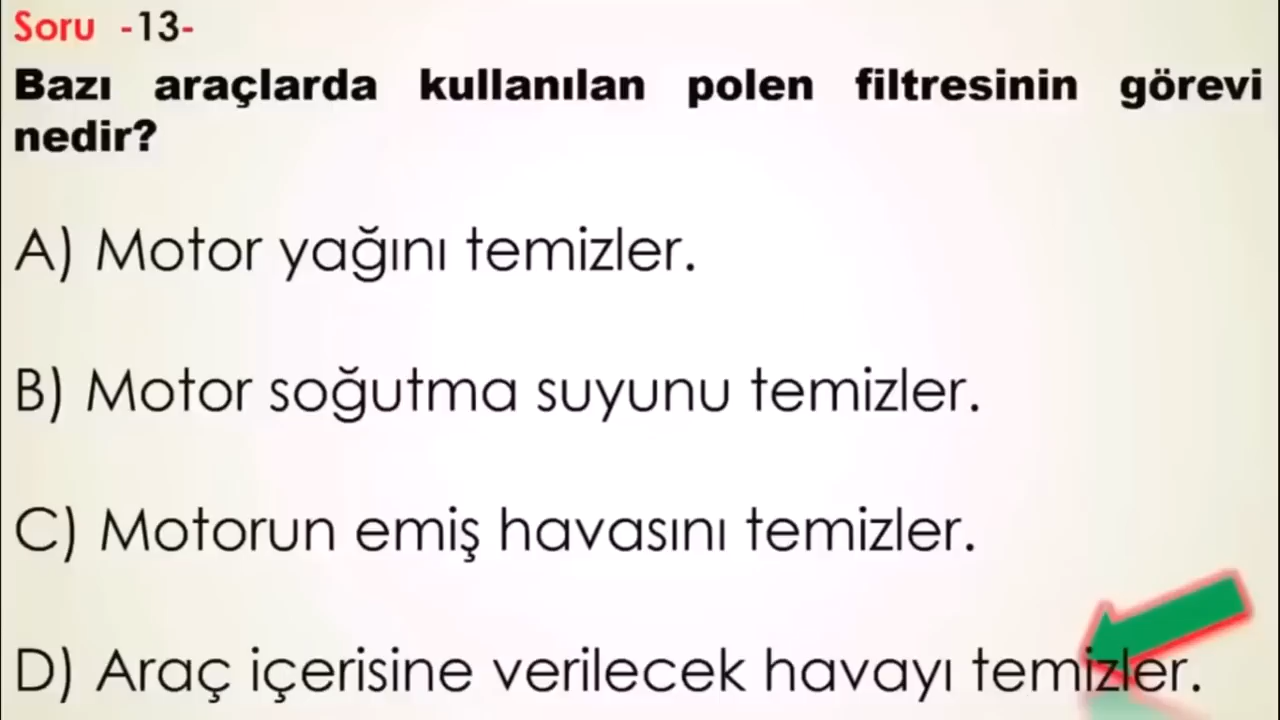 Soru -13-
Bazı araçlarda kullanılan polen filtresinin görevi
nedir?
A) Motor yağını temizler.
B) Motor soğutma suyunu temizler.
C) Motorun emiş havasını temizler.
D) Araç içerisine verilecek havayı temizler.